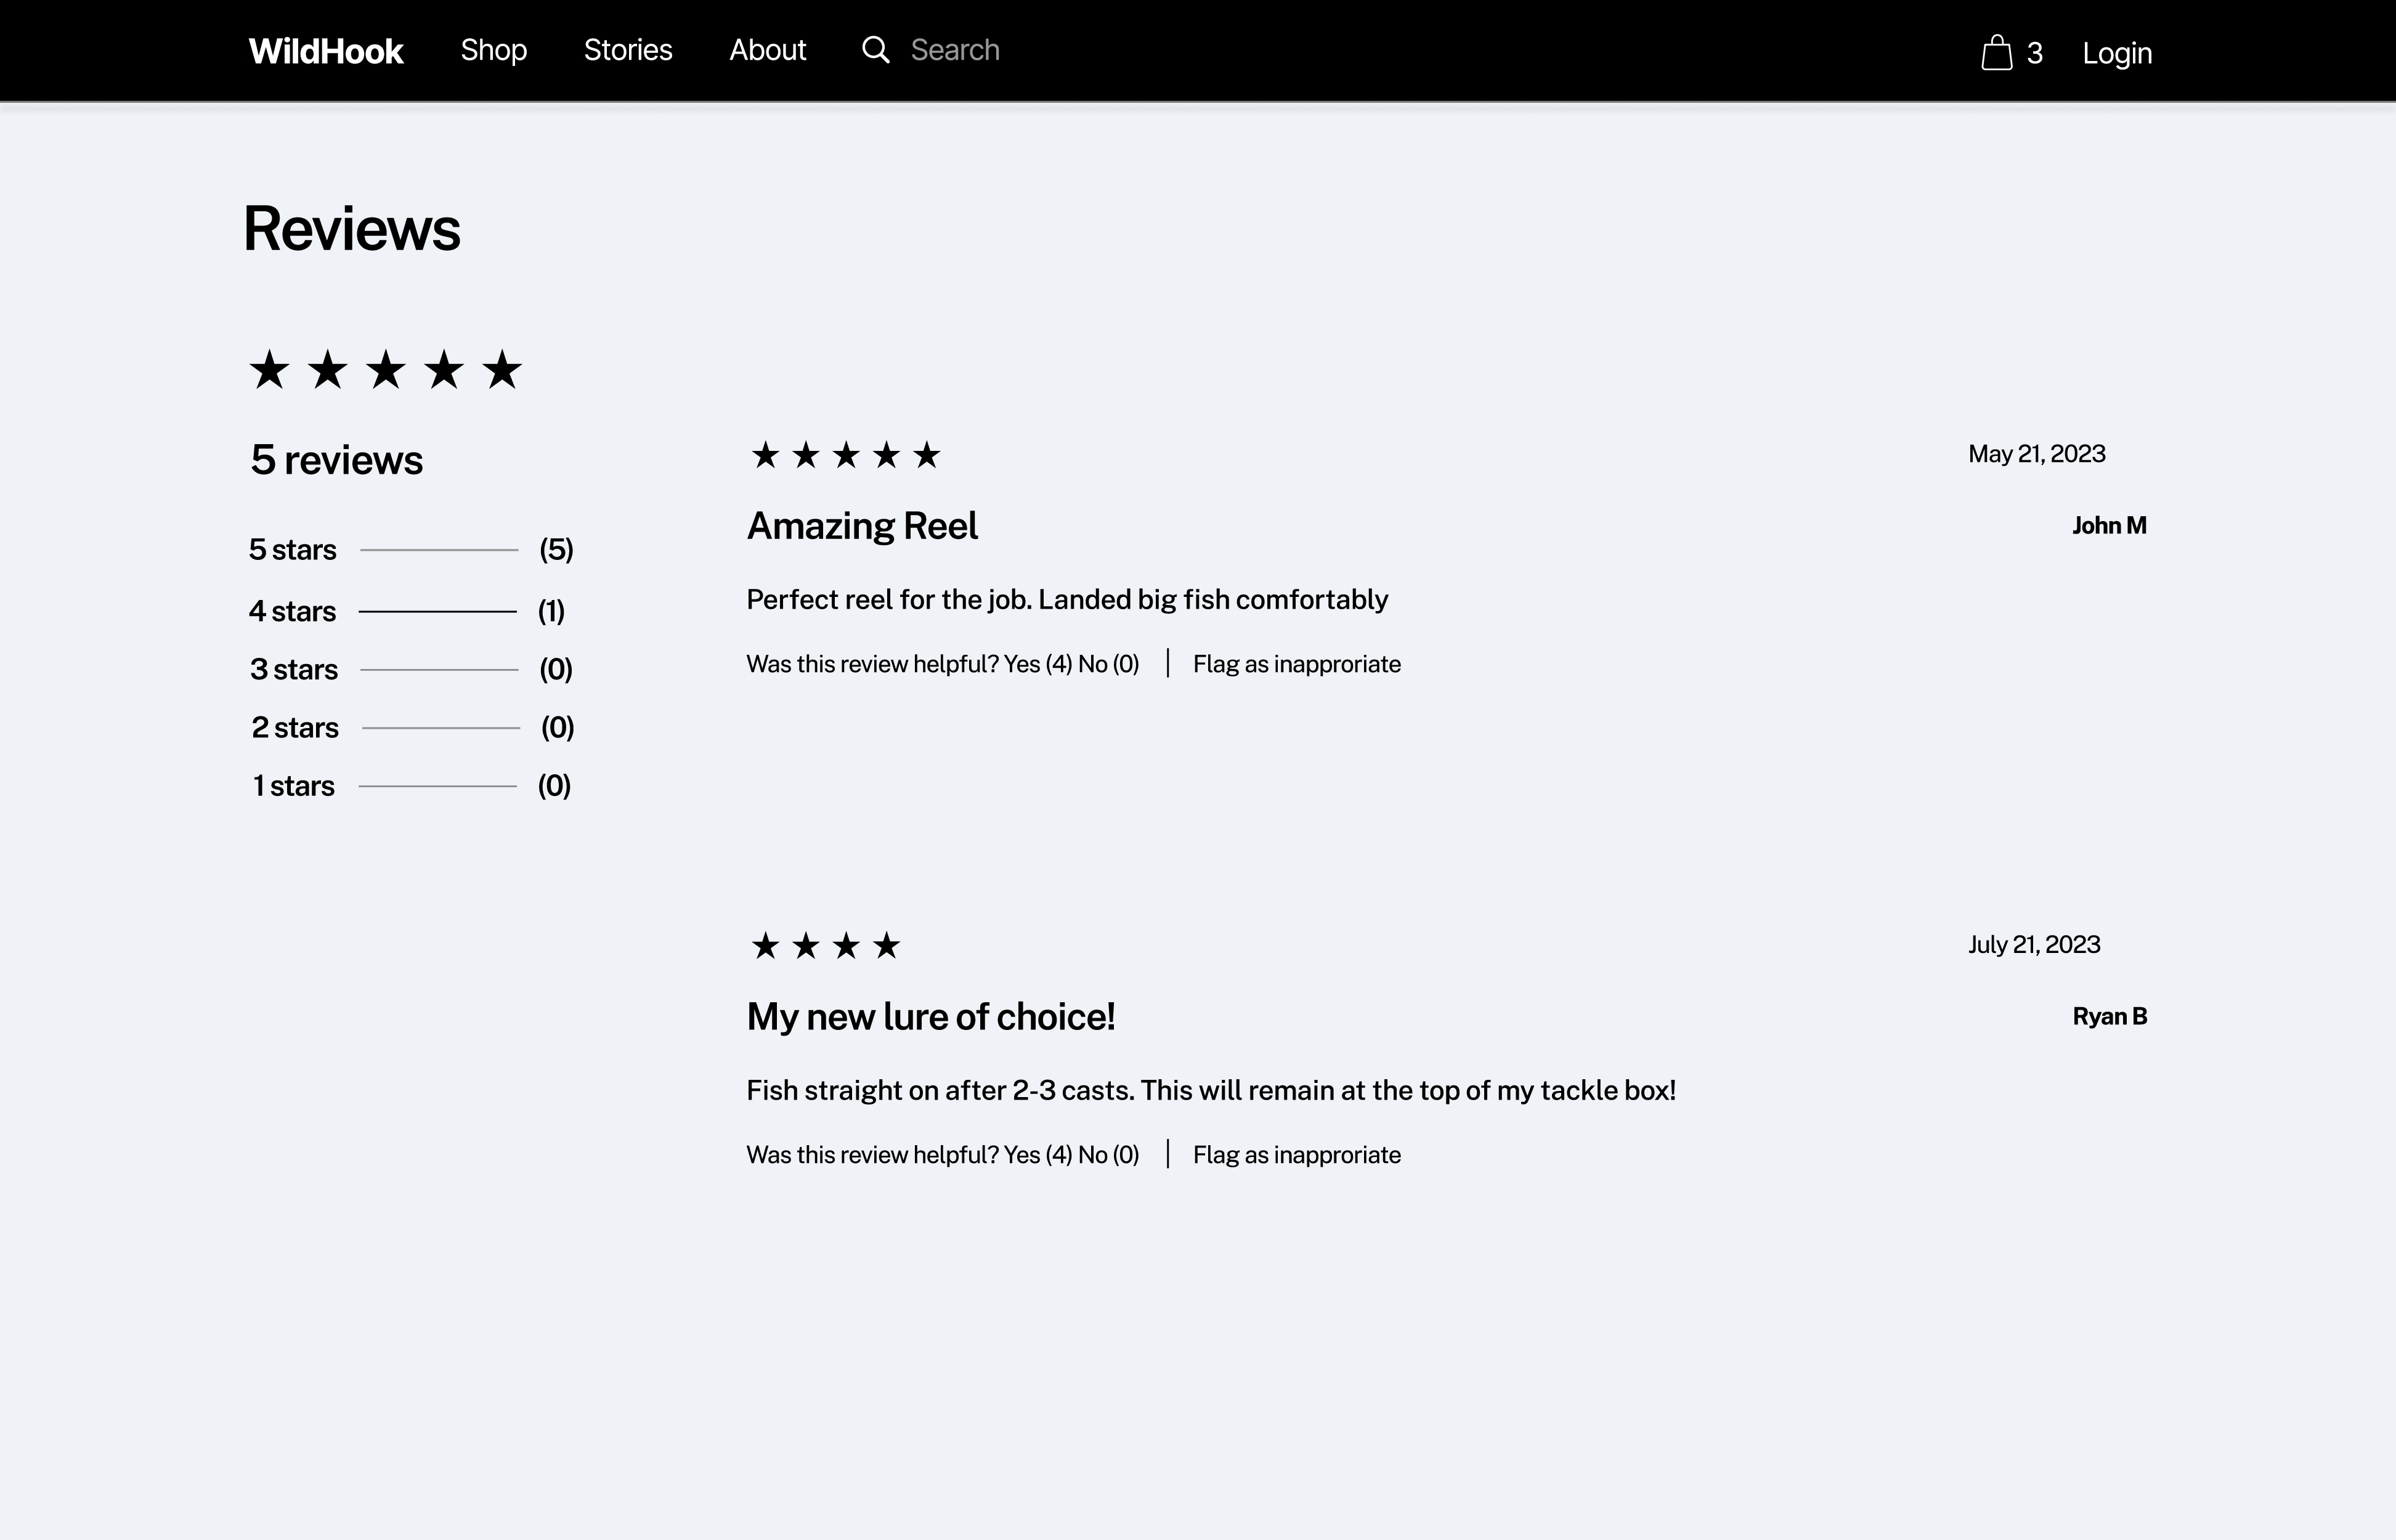 WildHook Shop Stories About Search 3 Login
Reviews
5 reviews
5 stars (5)
4 stars (1)
3 stars (0)
2 stars (0)
1 stars (0)
May 21, 2023
Amazing Reel
John M
Perfect reel for the job. Landed big fish comfortably
Was this review helpful? Yes (4) No (0) | Flag as inapproriate
July 21, 2023
My new lure of choice!
Ryan B
Fish straight on after 2-3 casts. This will remain at the top of my tackle box!
Was this review helpful? Yes (4) No (0) | Flag as inapproriate